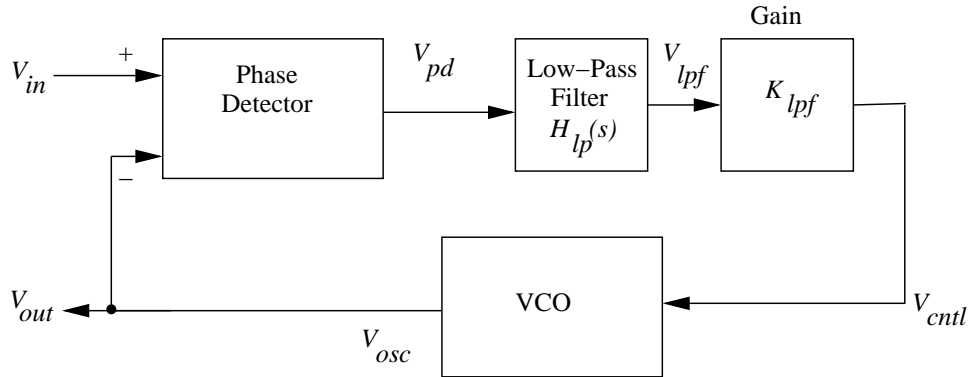 Gain
+
V_in
Phase
Detector
V_pd
Low–Pass
Filter
H_lp(s)
V_lpf
K_lpf
−
V_out
V_osc
VCO
V_cntl